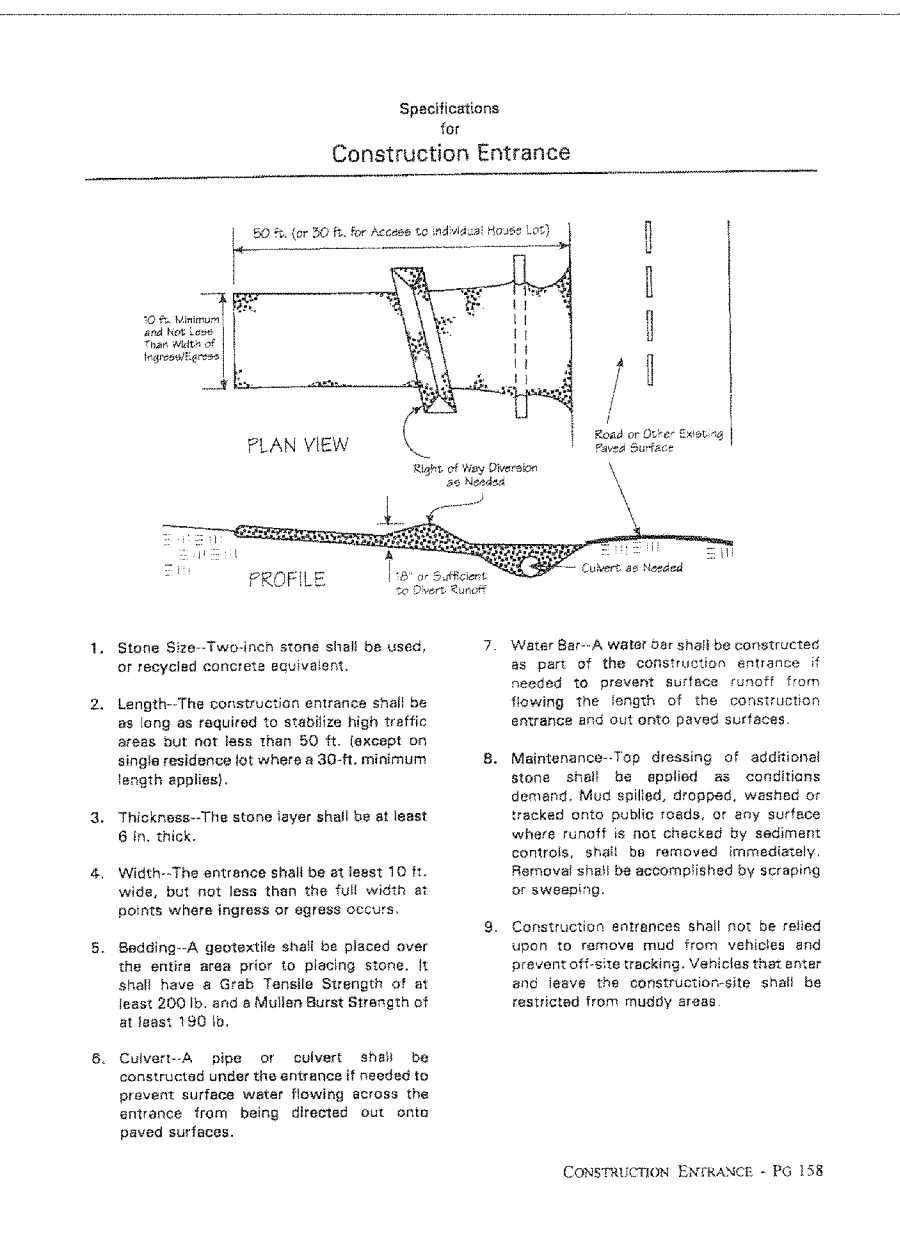 Specifications
for
Construction Entrance
50 ft. (or 30 ft. for Access to Individual House Lot)
10 ft. Minimum
and Not Less
Than Width of
Ingress/Egress
PLAN VIEW
Road or Other Existing
Paved Surface
Right of Way Diversion
as Needed
PROFILE
18" or Sufficient
to Divert Runoff
Culvert as Needed
1. Stone Size--Two-inch stone shall be used,
or recycled concrete equivalent.
2. Length--The construction entrance shall be
as long as required to stabilize high traffic
areas but not less than 50 ft. (except on
single residence lot where a 30-ft. minimum
length applies).
3. Thickness--The stone layer shall be at least
6 in. thick.
4. Width--The entrance shall be at least 10 ft.
wide, but not less than the full width at
points where ingress or egress occurs.
5. Bedding--A geotextile shall be placed over
the entire area prior to placing stone. It
shall have a Grab Tensile Strength of at
least 200 lb. and a Mullen Burst Strength of
at least 190 lb.
6. Culvert--A pipe or culvert shall be
constructed under the entrance if needed to
prevent surface water flowing across the
entrance from being directed out onto
paved surfaces.
7. Water Bar--A water bar shall be constructed
as part of the construction entrance if
needed to prevent surface runoff from
flowing the length of the construction
entrance and out onto paved surfaces.
8. Maintenance--Top dressing of additional
stone shall be applied as conditions
demand. Mud spilled, dropped, washed or
tracked onto public roads, or any surface
where runoff is not checked by sediment
controls, shall be removed immediately.
Removal shall be accomplished by scraping
or sweeping.
9. Construction entrances shall not be relied
upon to remove mud from vehicles and
prevent off-site tracking. Vehicles that enter
and leave the construction-site shall be
restricted from muddy areas.
CONSTRUCTION ENTRANCE - PG 158